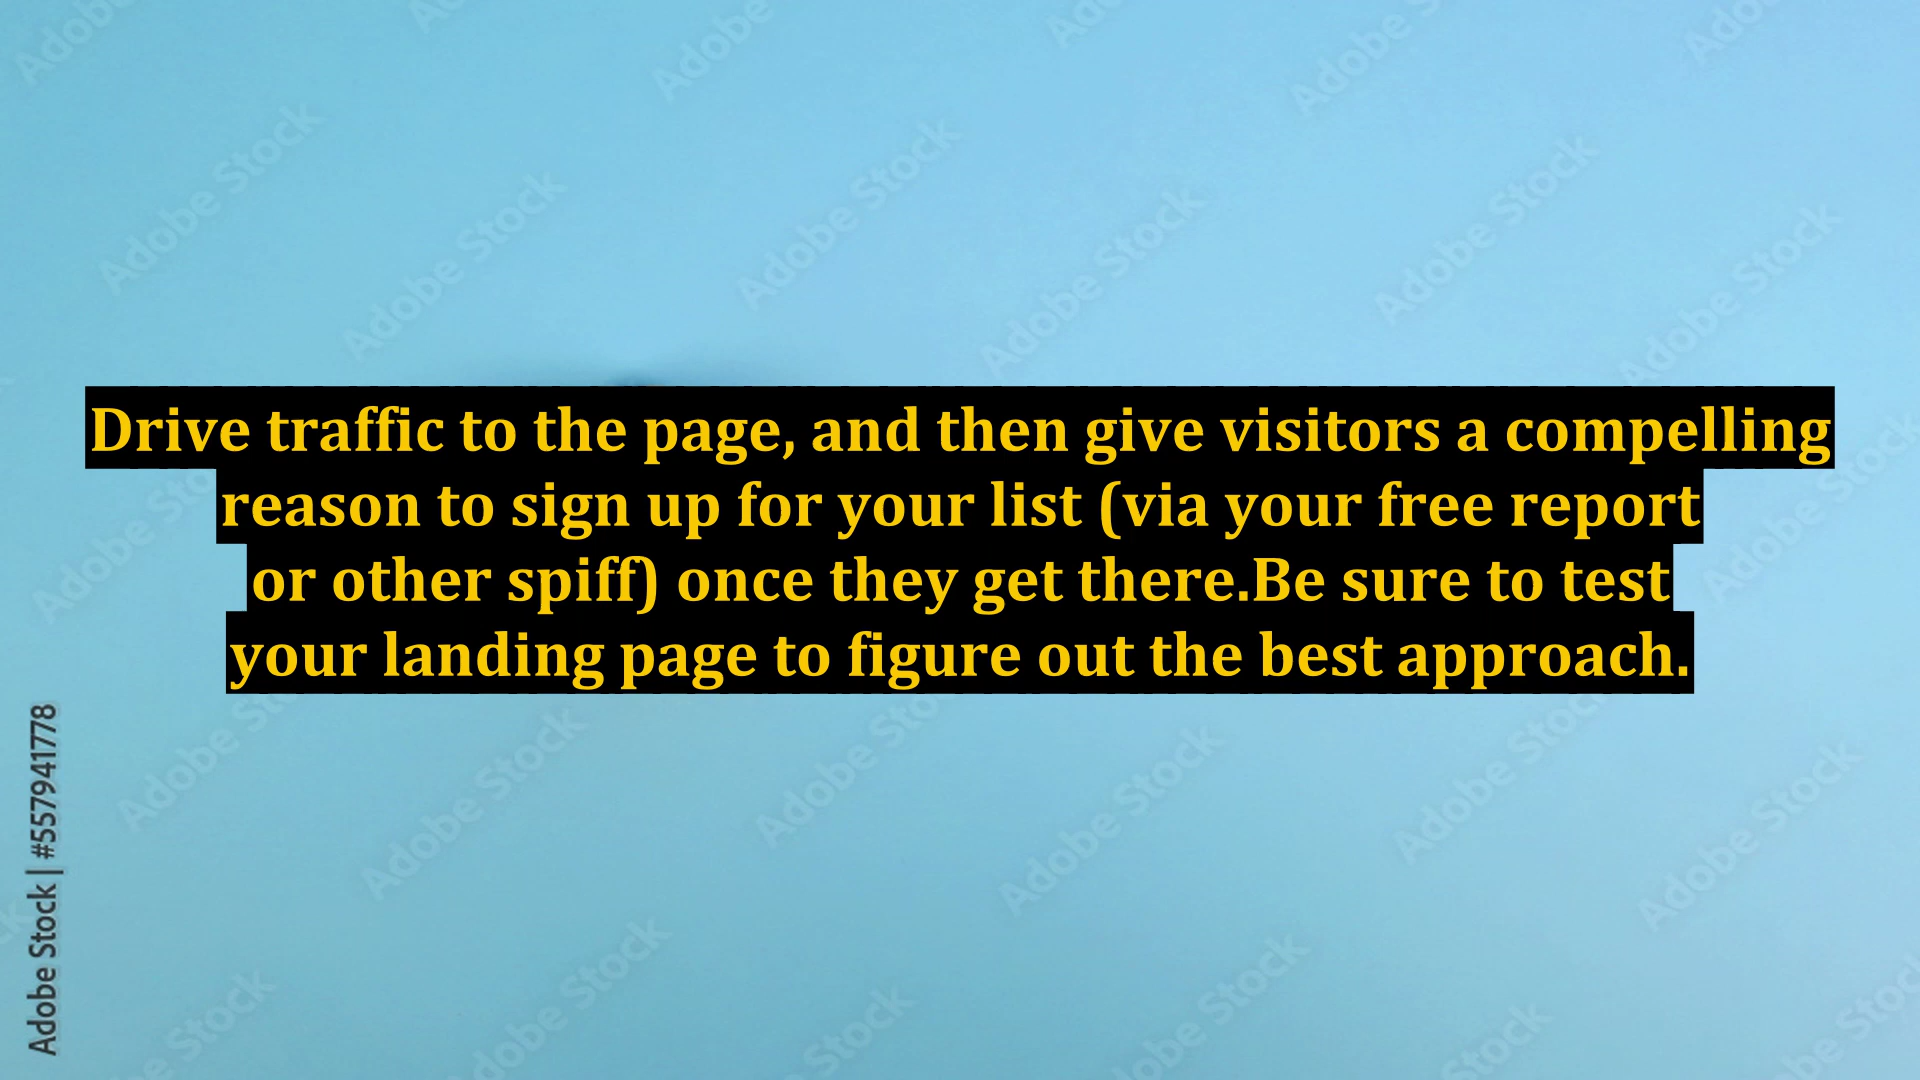 Drive traffic to the page, and then give visitors a compelling
reason to sign up for your list (via your free report
or other spiff) once they get there.Be sure to test
your landing page to figure out the best approach.
Adobe Stock | #557941778
Adobe Stock